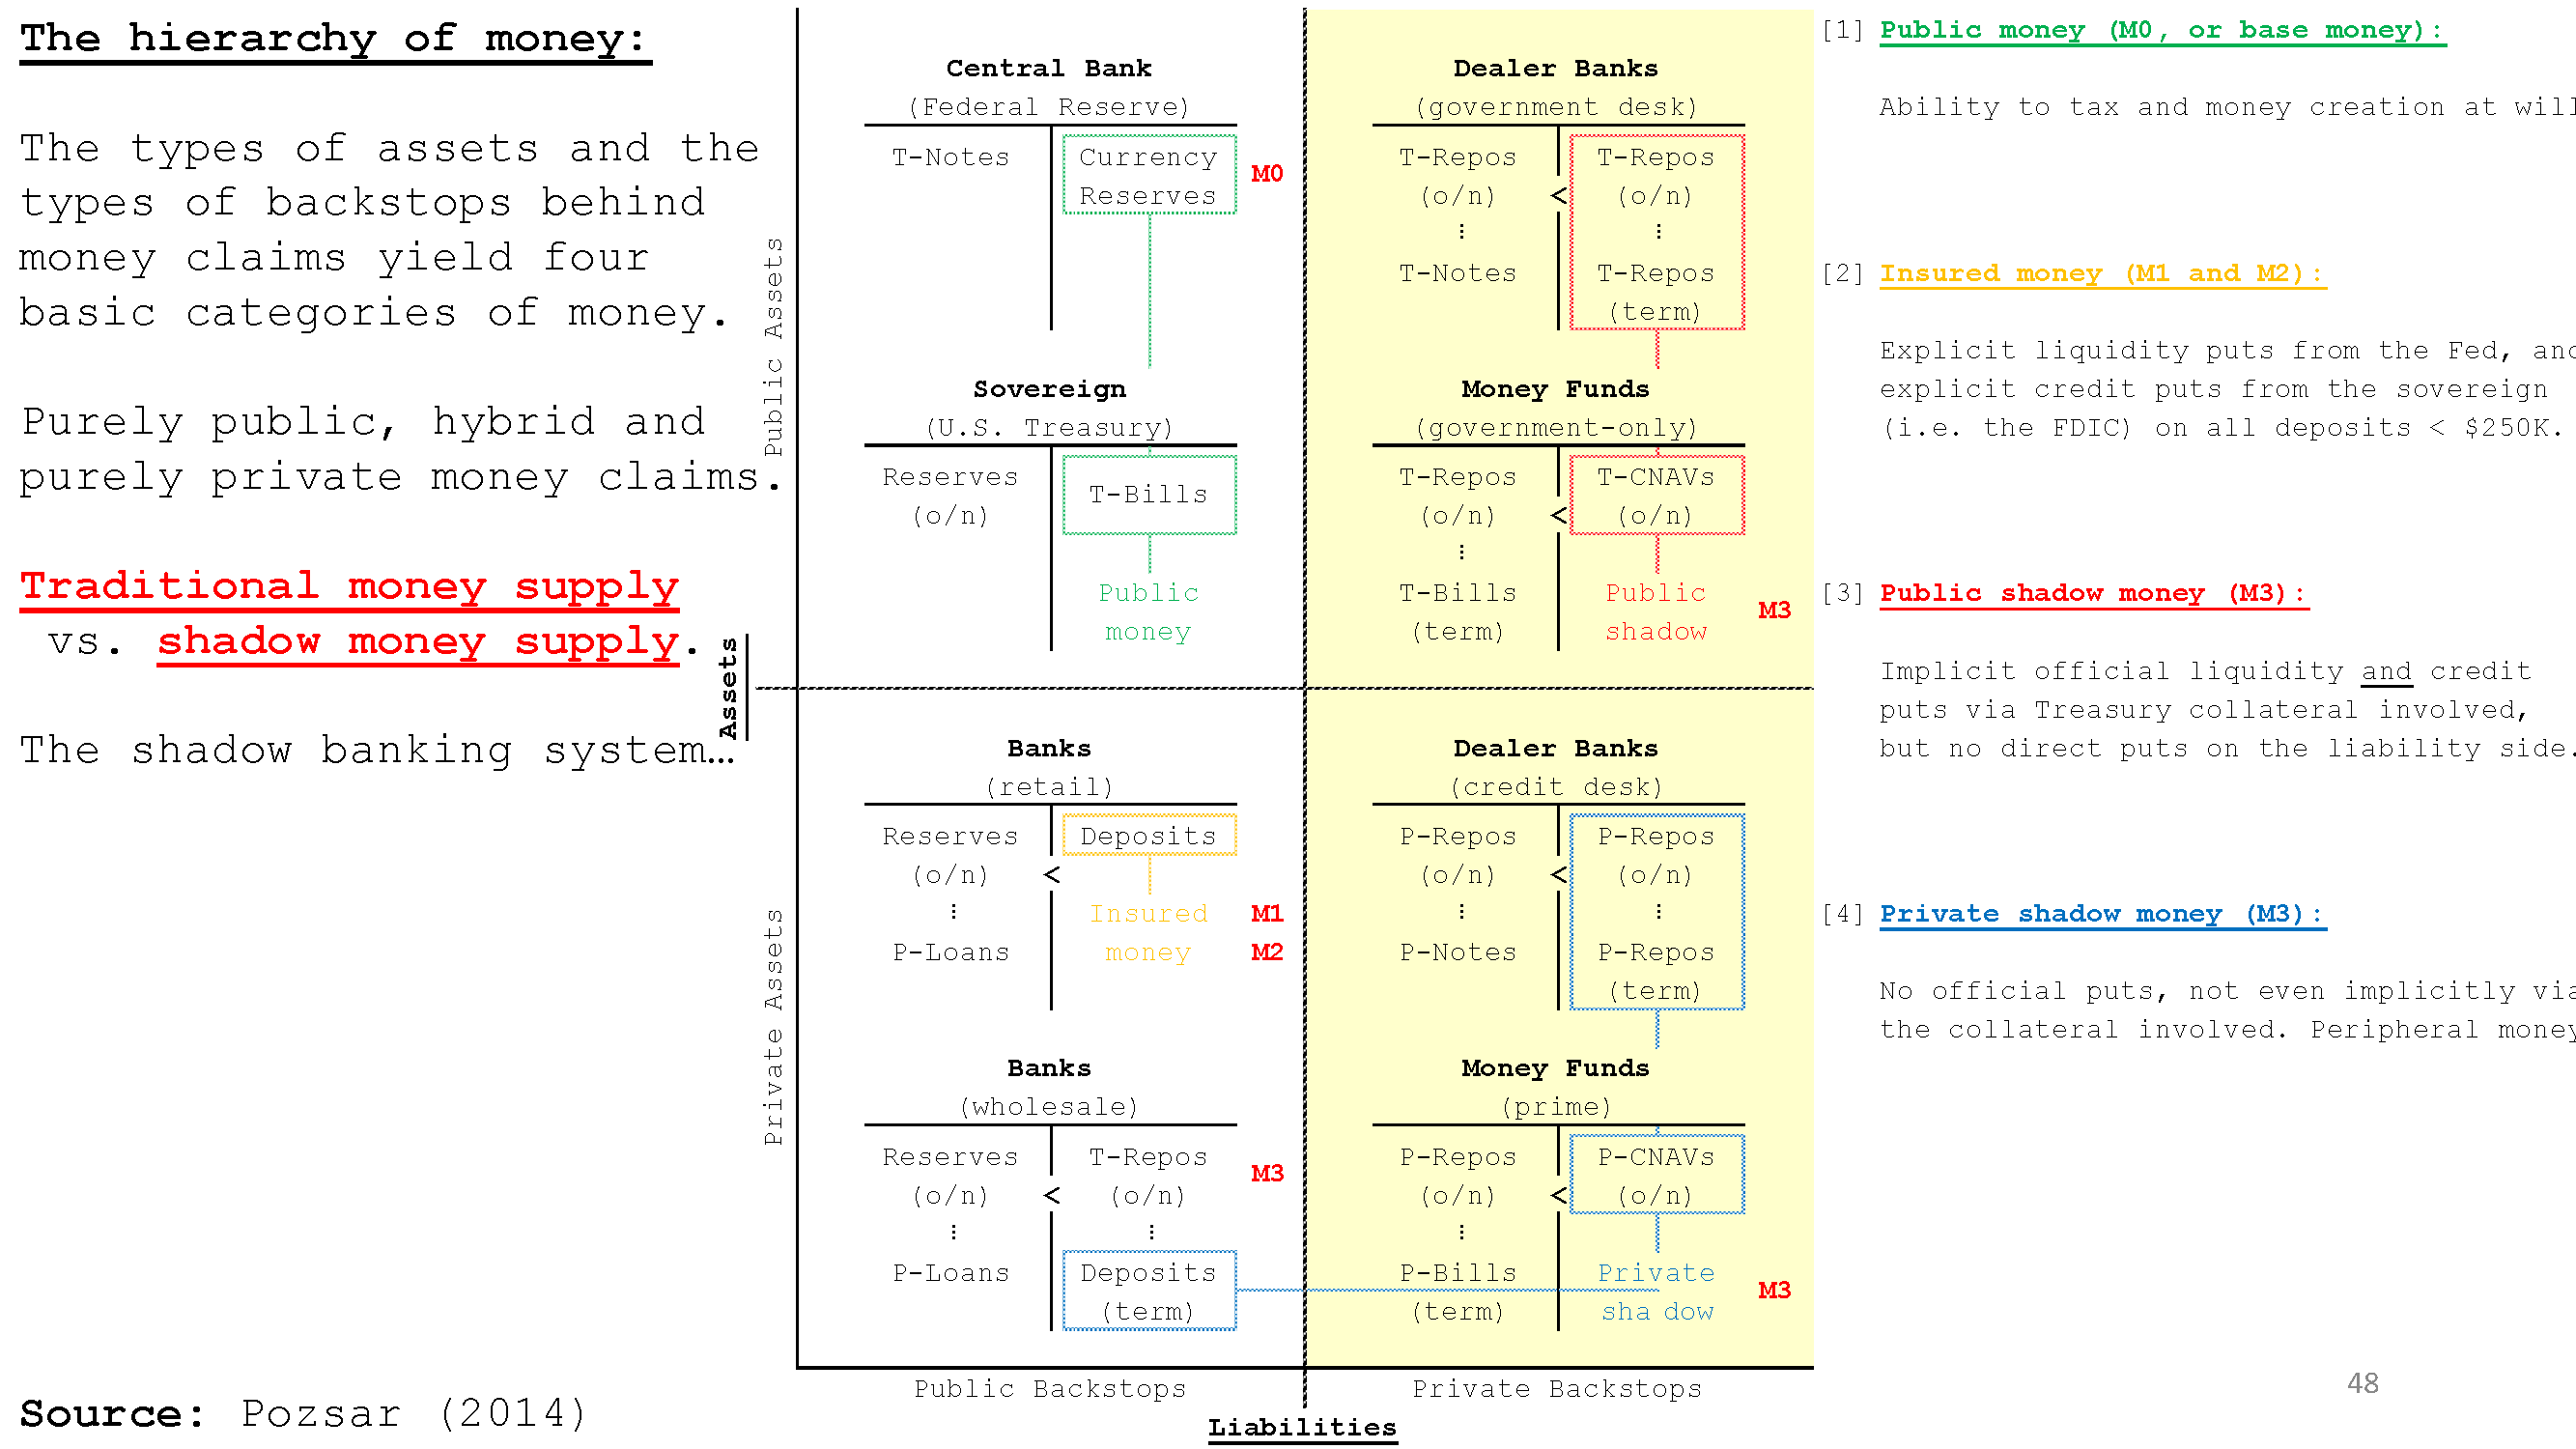 The hierarchy of money:
The types of assets and the
types of backstops behind
money claims yield four
basic categories of money.
Purely public, hybrid and
purely private money claims.
Traditional money supply
vs. shadow money supply.
The shadow banking system…
Source: Pozsar (2014)
Assets
Public Assets
Private Assets
Central Bank
(Federal Reserve)
T-Notes
Currency
Reserves
M0
Sovereign
(U.S. Treasury)
Reserves
(o/n)
T-Bills
Public
money
Dealer Banks
(government desk)
T-Repos
(o/n)
⋮
T-Notes
<
T-Repos
(o/n)
⋮
T-Repos
(term)
Money Funds
(government-only)
T-Repos
(o/n)
⋮
T-Bills
(term)
<
T-CNAVs
(o/n)
Public
shadow
M3
Banks
(retail)
Reserves
(o/n)
⋮
P-Loans
<
Deposits
Insured
money
M1
M2
Banks
(wholesale)
Reserves
(o/n)
⋮
P-Loans
<
T-Repos
(o/n)
⋮
Deposits
(term)
M3
Dealer Banks
(credit desk)
P-Repos
(o/n)
⋮
P-Notes
<
P-Repos
(o/n)
⋮
P-Repos
(term)
Money Funds
(prime)
P-Repos
(o/n)
⋮
P-Bills
(term)
<
P-CNAVs
(o/n)
Private
sha dow
M3
Public Backstops
Private Backstops
Liabilities
[1] Public money (M0, or base money):
Ability to tax and money creation at will
[2] Insured money (M1 and M2):
Explicit liquidity puts from the Fed, and
explicit credit puts from the sovereign
(i.e. the FDIC) on all deposits < $250K.
[3] Public shadow money (M3):
Implicit official liquidity and credit
puts via Treasury collateral involved,
but no direct puts on the liability side.
[4] Private shadow money (M3):
No official puts, not even implicitly via
the collateral involved. Peripheral money
48